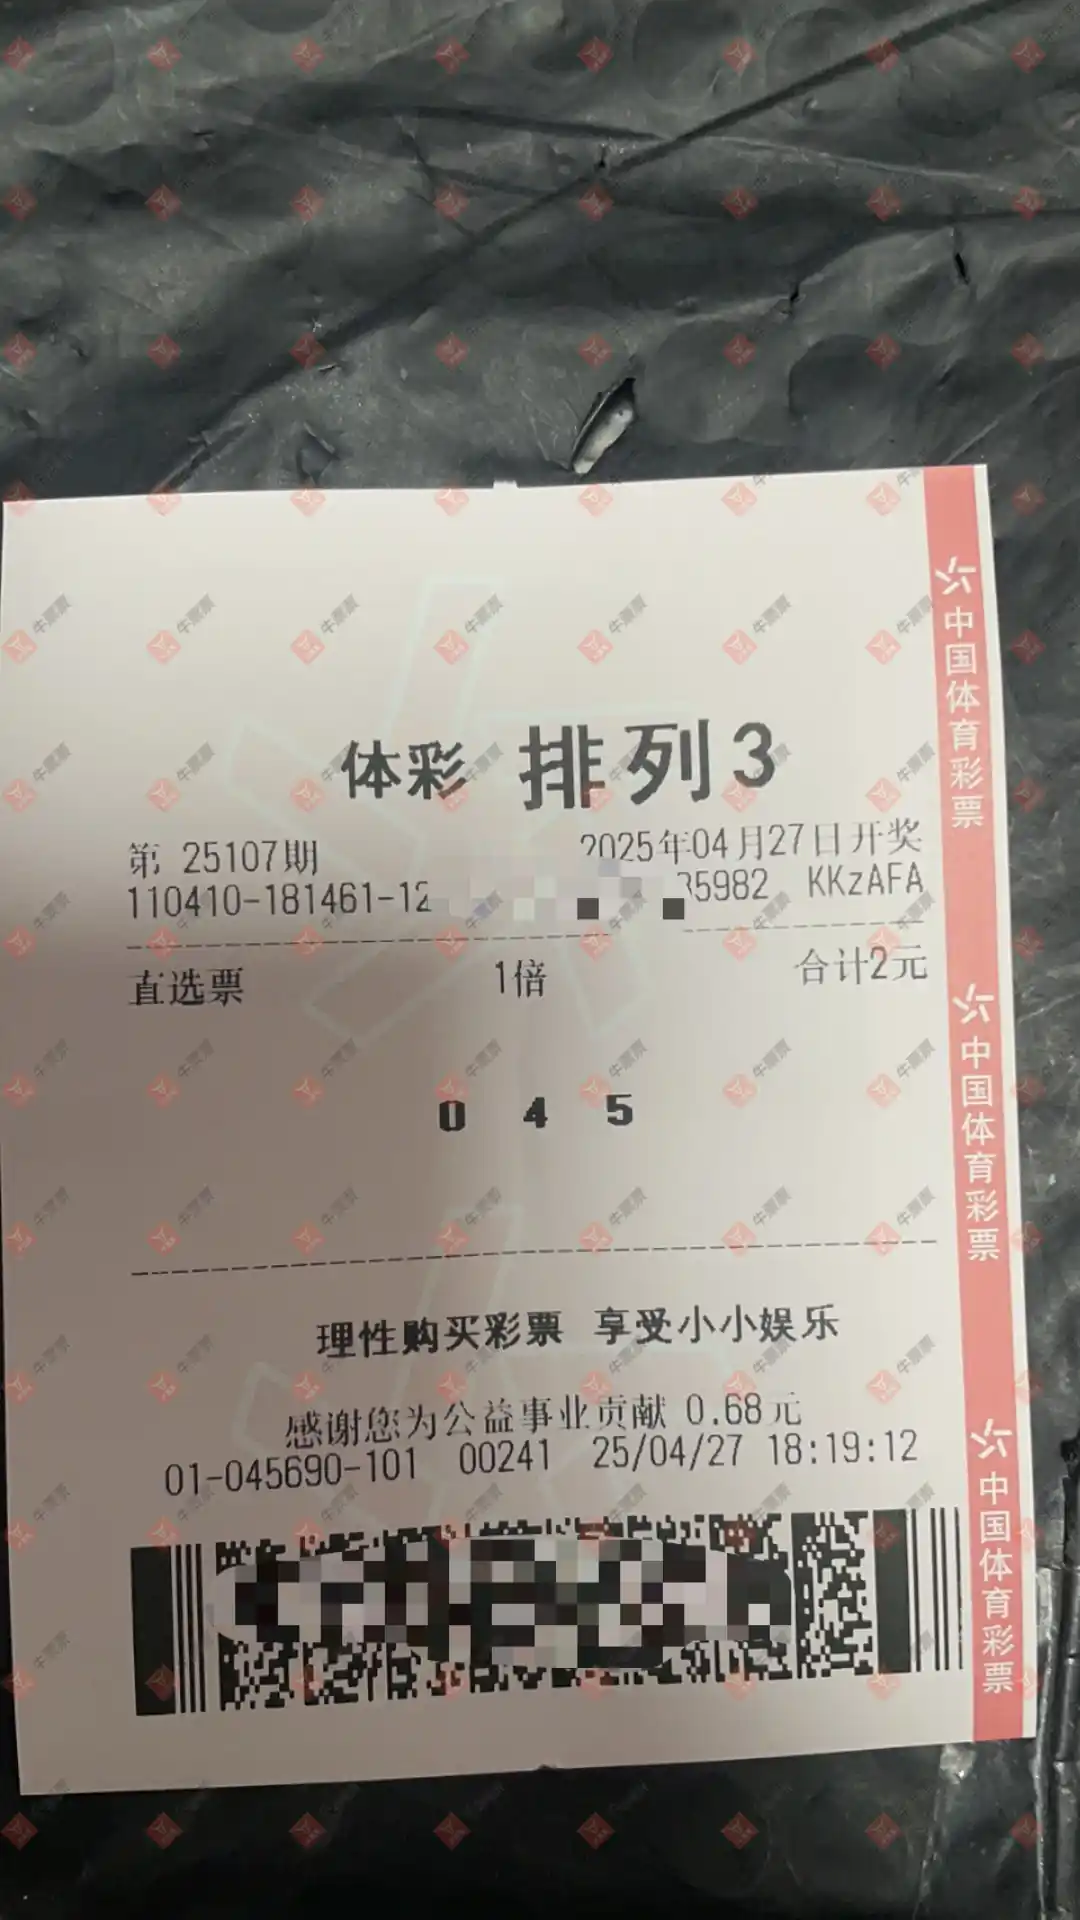 体彩 排列3
第 25107期 2025年04月27日开奖
110410-181461-12 35982 KKzAFA
直选票 1倍 合计2元
0 4 5
理性购买彩票 享受小小娱乐
感谢您为公益事业贡献 0.68元
01-045690-101 00241 25/04/27 18:19:12
中国体育彩票
中国体育彩票
中国体育彩票
牛票票